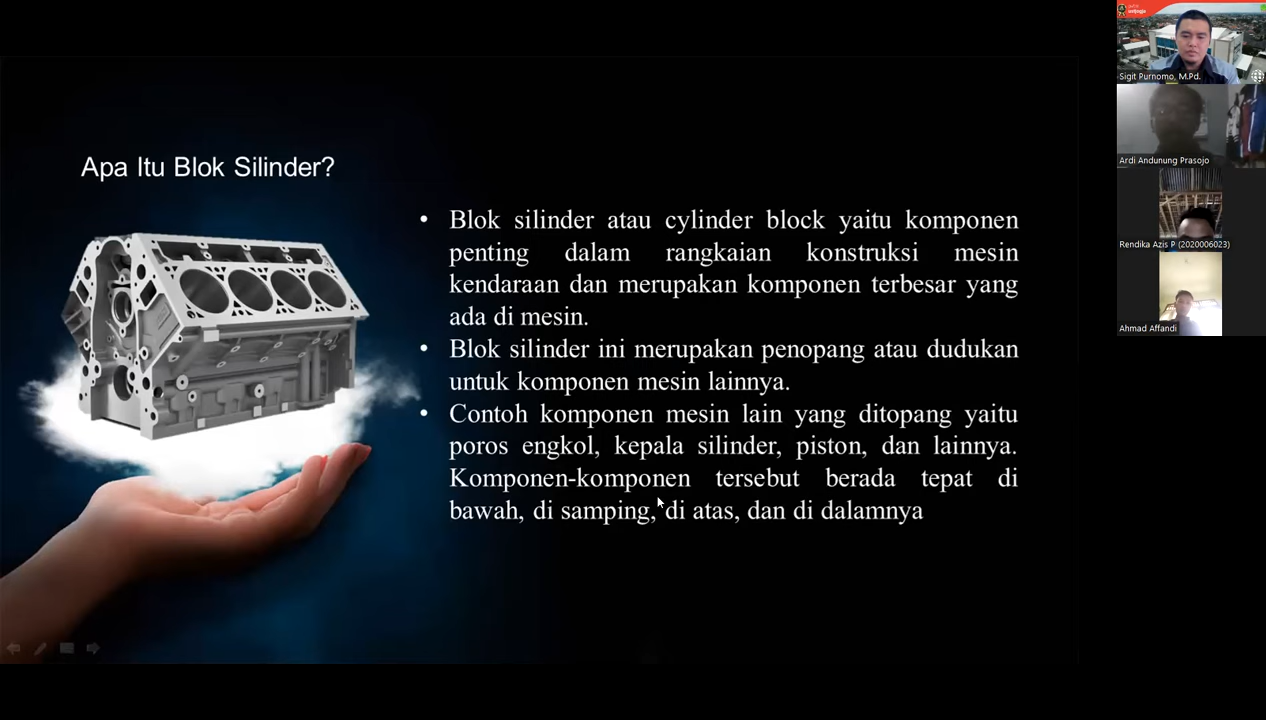 Apa Itu Blok Silinder?
• Blok silinder atau cylinder block yaitu komponen
penting dalam rangkaian konstruksi mesin
kendaraan dan merupakan komponen terbesar yang
ada di mesin.
• Blok silinder ini merupakan penopang atau dudukan
untuk komponen mesin lainnya.
• Contoh komponen mesin lain yang ditopang yaitu
poros engkol, kepala silinder, piston, dan lainnya.
Komponen-komponen tersebut berada tepat di
bawah, di samping, di atas, dan di dalamnya
Sigit Purnomo, M.Pd.
Ardi Andunung Prasojo
Rendika Azis P (2020006023)
Ahmad Affandi